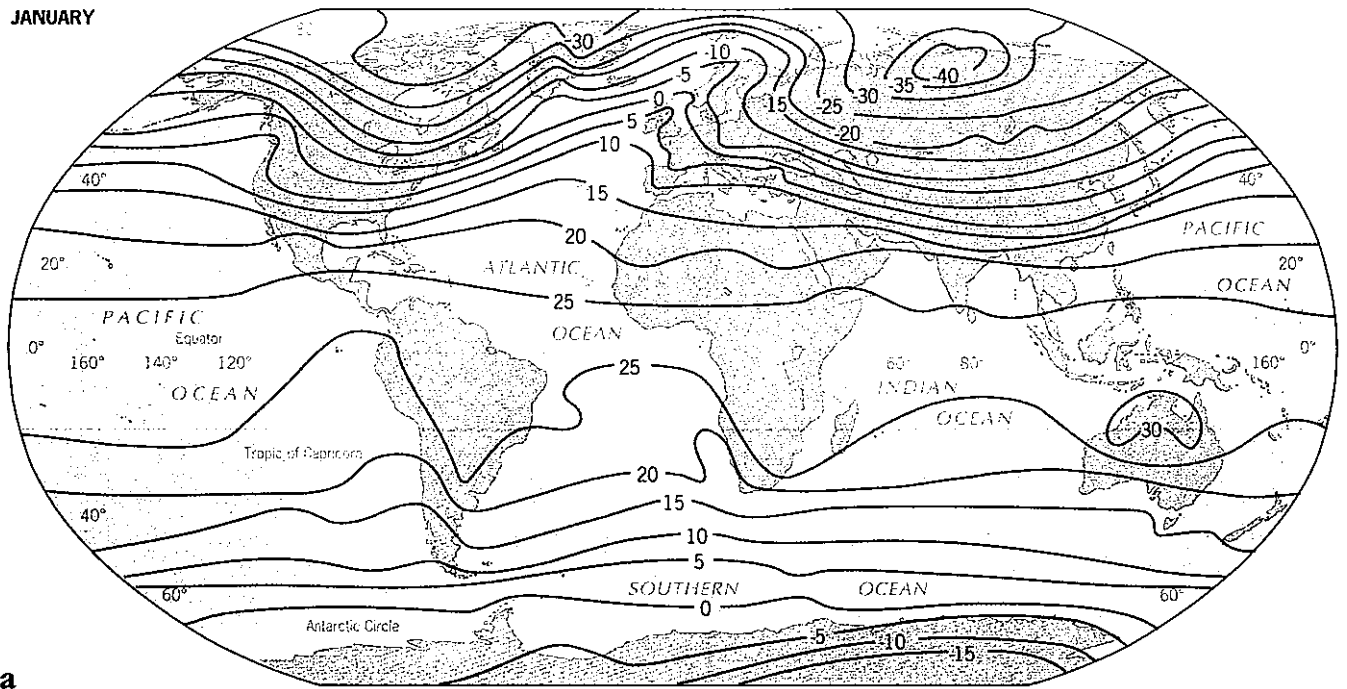 JANUARY
-30
-10
-5
-40
-35
0
-30
15
-25
5
-20
10
40°
40°
15
PACIFIC
20
20°
ATLANTIC
20°
OCEAN
25
PACIFIC
OCEAN
Equator
0°
0°
160°
140°
120°
60°
80°
160°
25
INDIAN
OCEAN
OCEAN
30
Tropic of Capricorn
20
15
40°
10
5
SOUTHERN
OCEAN
60°
60°
0
Antarctic Circle
-5
-10
-15
a